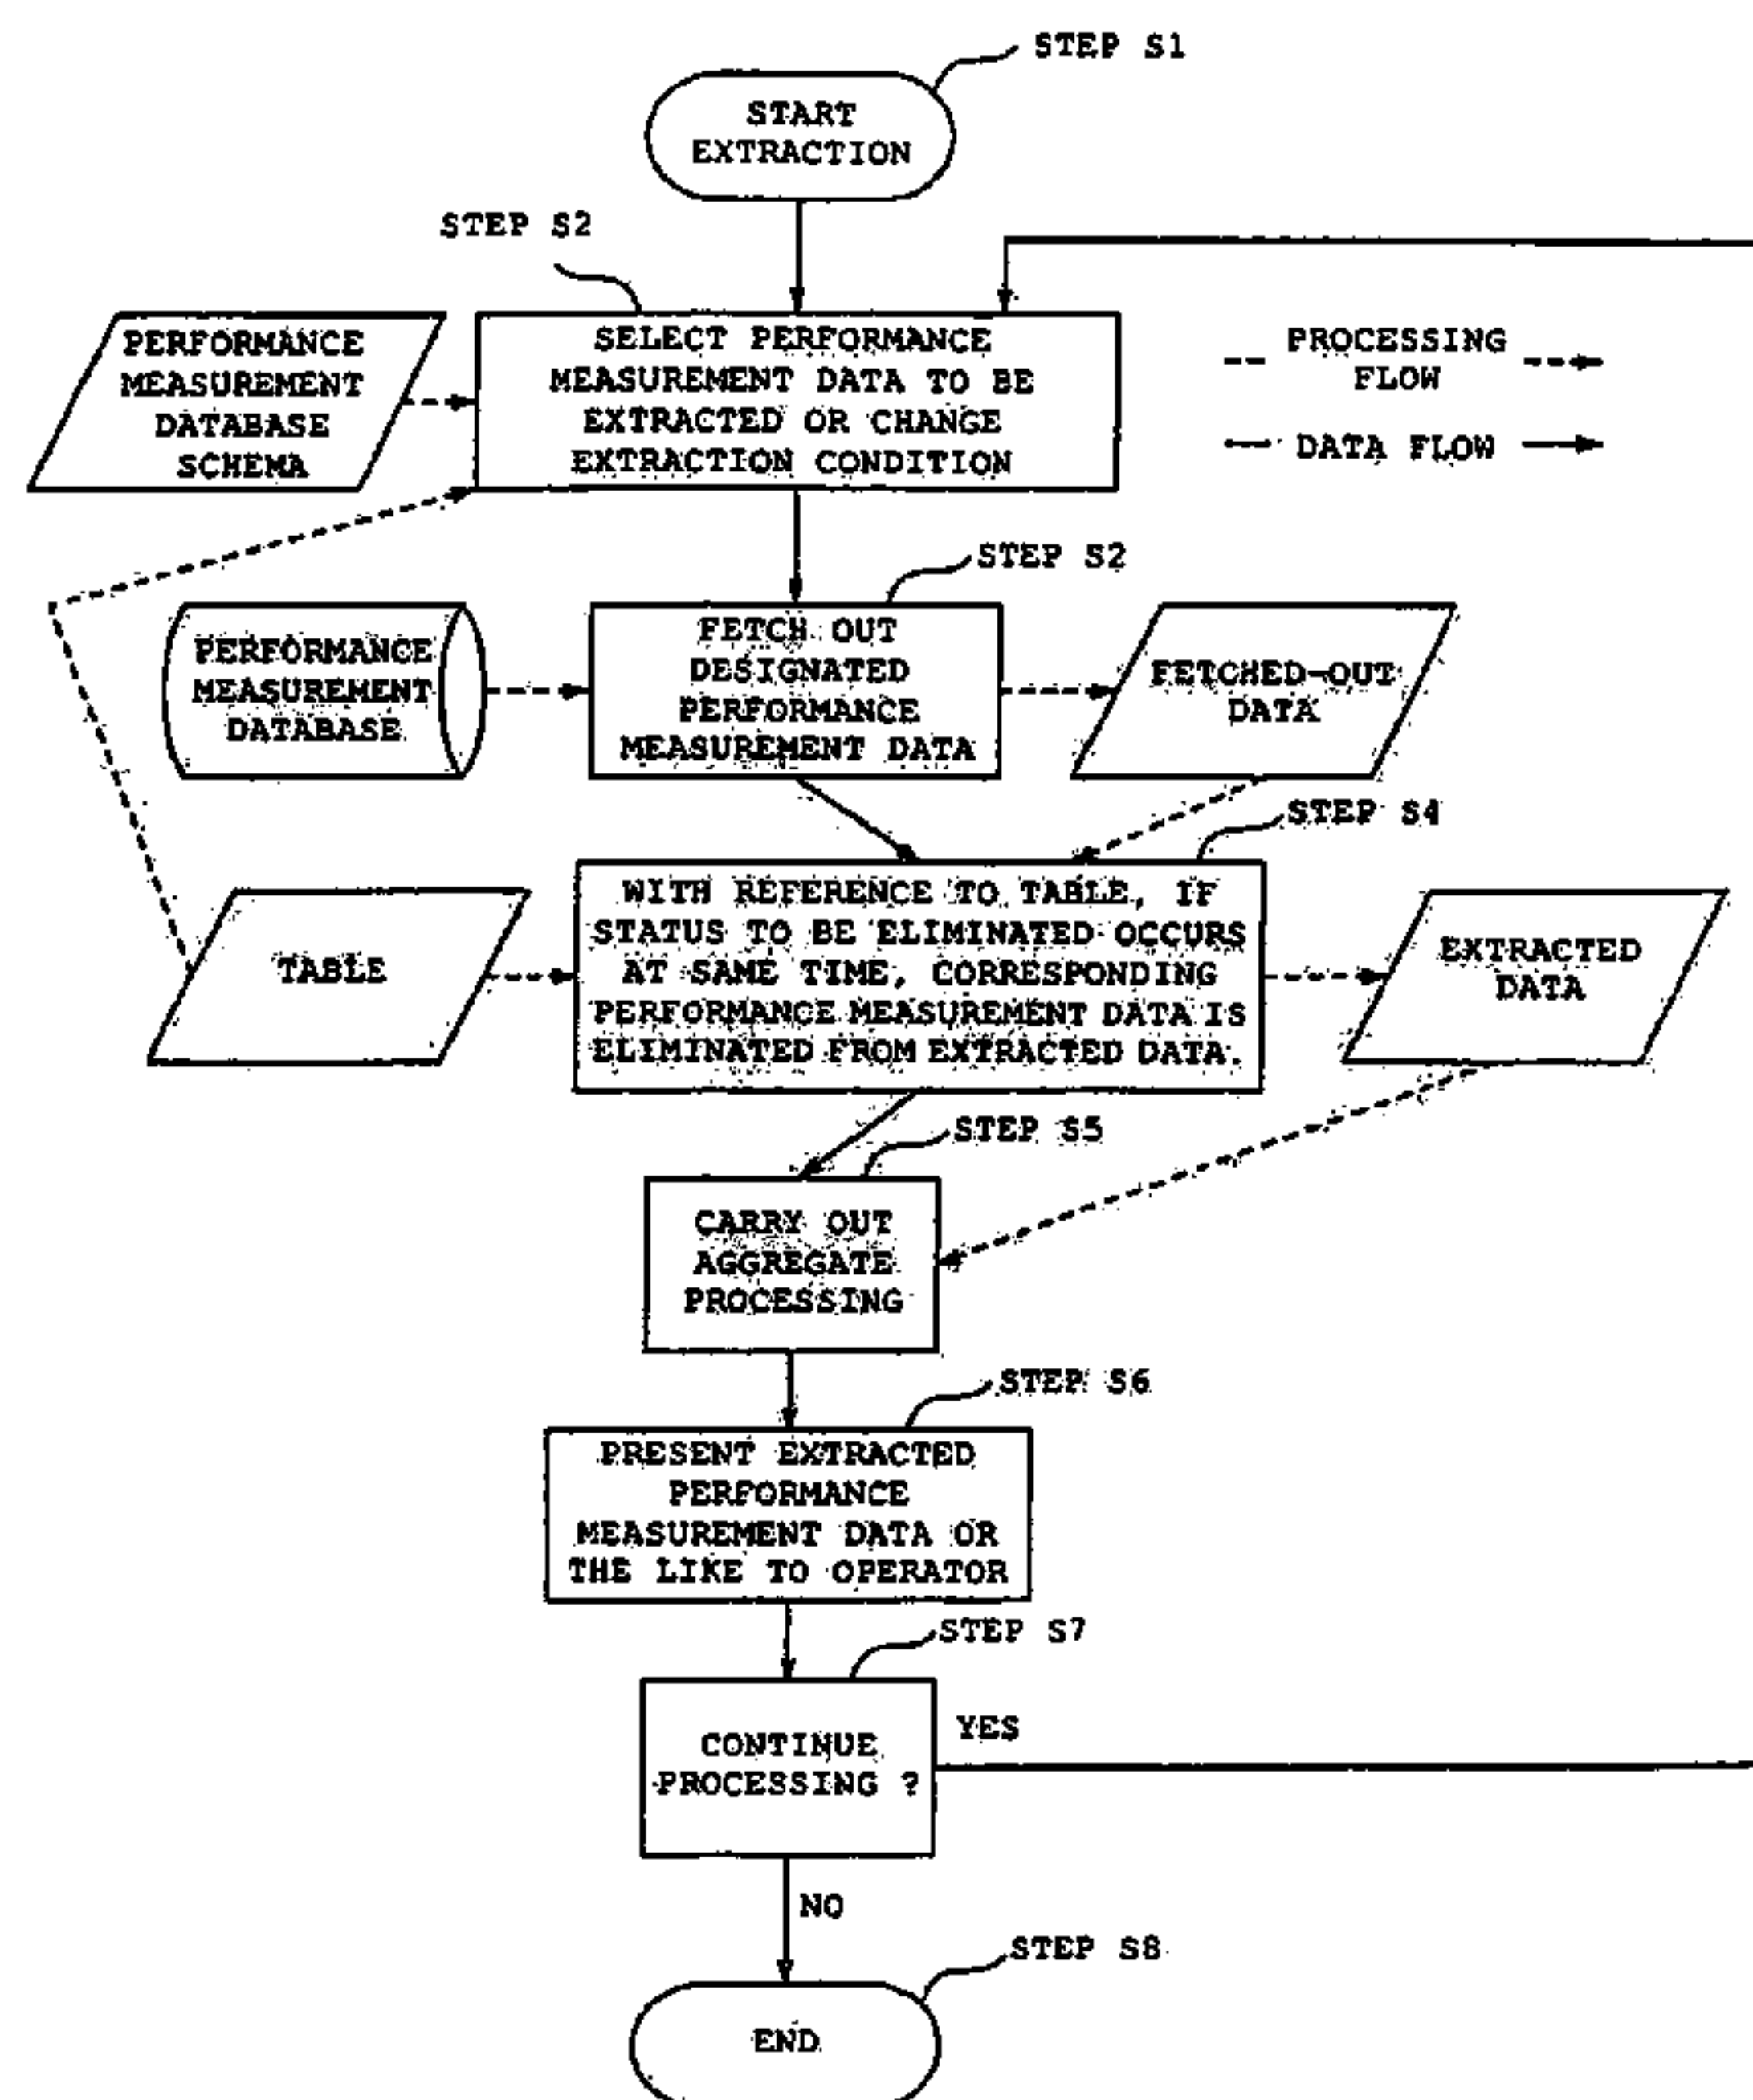 STEP S1
START
EXTRACTION
STEP S2
PERFORMANCE
MEASUREMENT
DATABASE
SCHEMA
SELECT PERFORMANCE
MEASUREMENT DATA TO BE
EXTRACTED OR CHANGE
EXTRACTION CONDITION
PROCESSING
FLOW
DATA FLOW
STEP S2
PERFORMANCE
MEASUREMENT
DATABASE
FETCH OUT
DESIGNATED
PERFORMANCE
MEASUREMENT DATA
FETCHED-OUT
DATA
STEP S4
TABLE
WITH REFERENCE TO TABLE, IF
STATUS TO BE ELIMINATED OCCURS
AT SAME TIME, CORRESPONDING
PERFORMANCE MEASUREMENT DATA IS
ELIMINATED FROM EXTRACTED DATA.
EXTRACTED
DATA
STEP S5
CARRY OUT
AGGREGATE
PROCESSING
STEP S6
PRESENT EXTRACTED
PERFORMANCE
MEASUREMENT DATA OR
THE LIKE TO OPERATOR
STEP S7
CONTINUE
PROCESSING ?
YES
NO
STEP S8
END